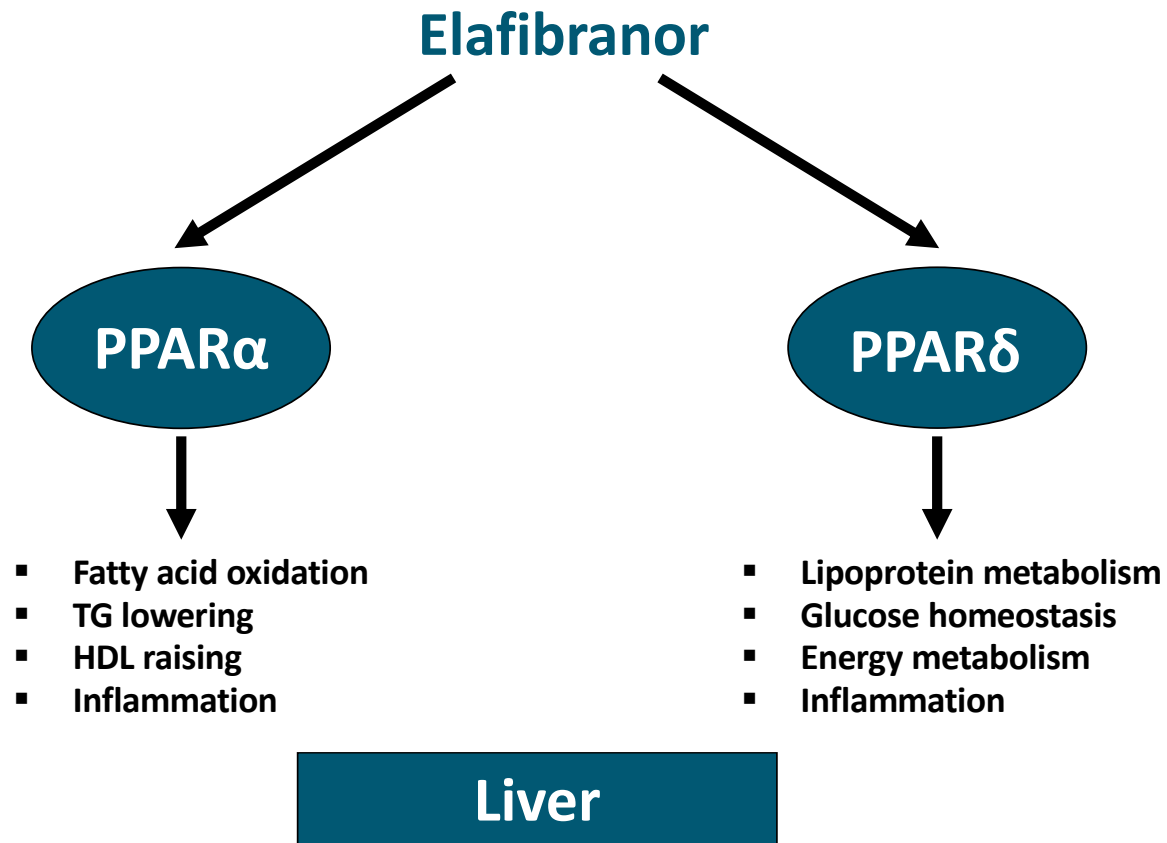 Elafibranor
PPARα
PPARδ
▪ Fatty acid oxidation
▪ TG lowering
▪ HDL raising
▪ Inflammation
▪ Lipoprotein metabolism
▪ Glucose homeostasis
▪ Energy metabolism
▪ Inflammation
Liver